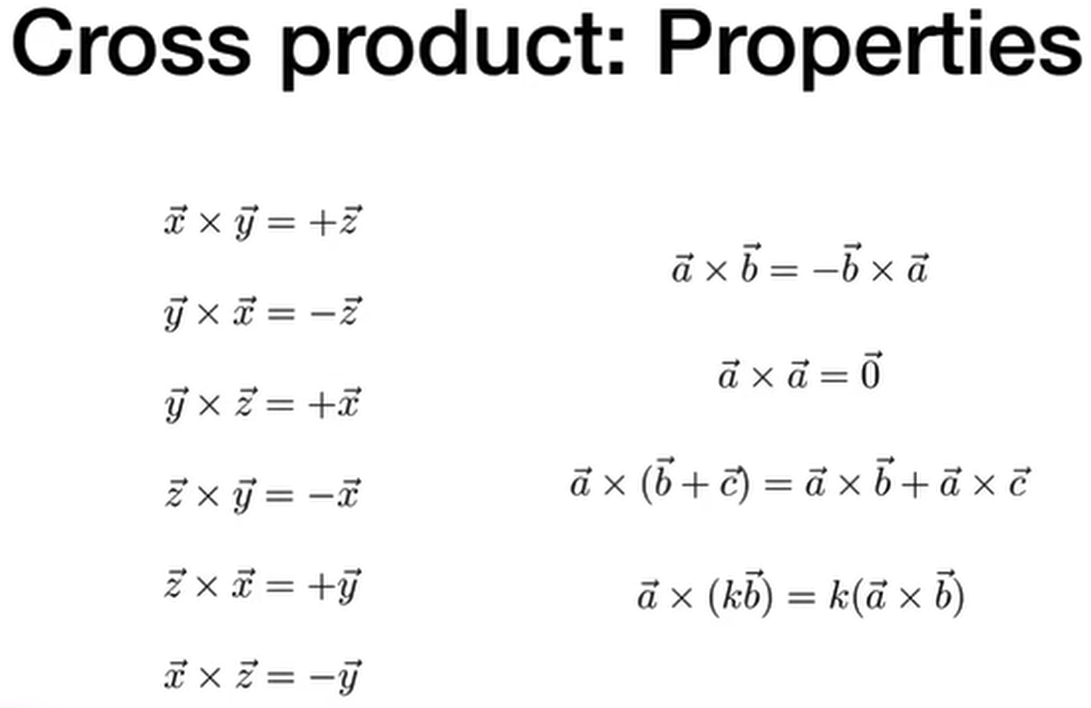 Cross product: Properties
$\vec{x} \times \vec{y} = +\vec{z}$
$\vec{y} \times \vec{x} = -\vec{z}$
$\vec{y} \times \vec{z} = +\vec{x}$
$\vec{z} \times \vec{y} = -\vec{x}$
$\vec{z} \times \vec{x} = +\vec{y}$
$\vec{x} \times \vec{z} = -\vec{y}$
$\vec{a} \times \vec{b} = -\vec{b} \times \vec{a}$
$\vec{a} \times \vec{a} = \vec{0}$
$\vec{a} \times (\vec{b} + \vec{c}) = \vec{a} \times \vec{b} + \vec{a} \times \vec{c}$
$\vec{a} \times (k\vec{b}) = k(\vec{a} \times \vec{b})$